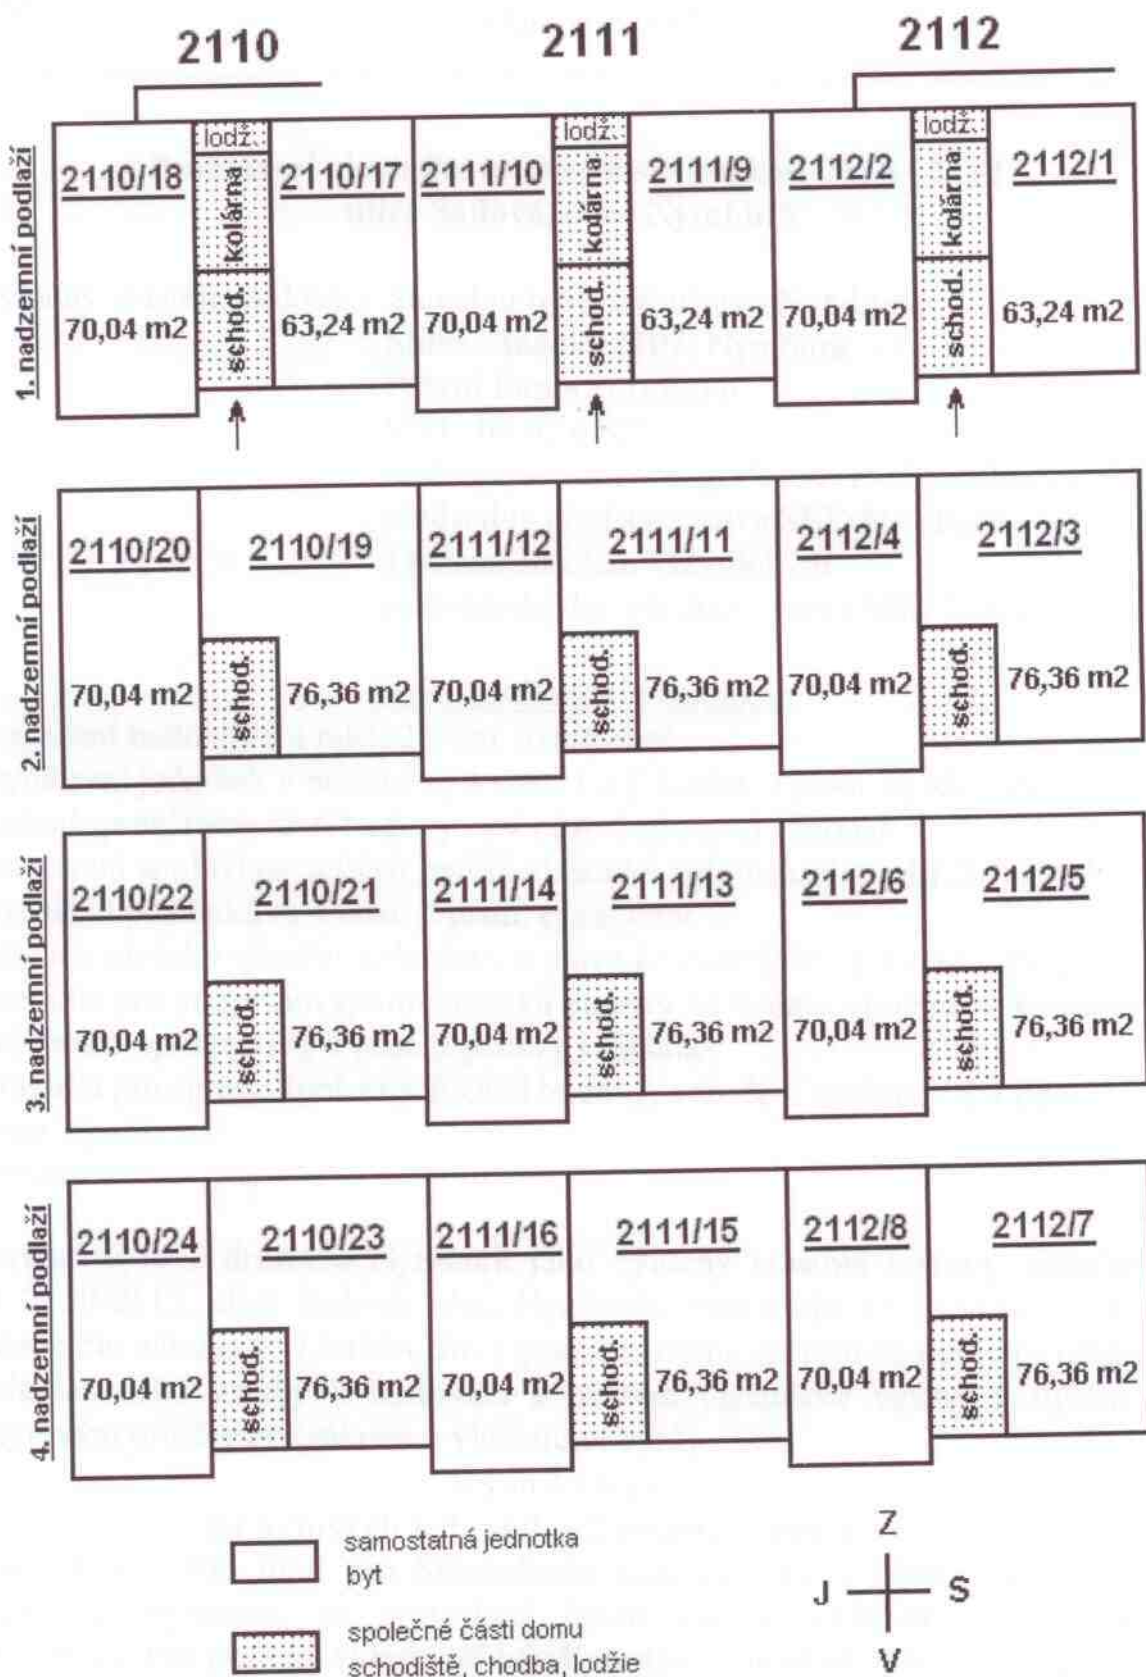 2110 2111 2112
1. nadzemní podlaží
lodž. lodž. lodž.
2110/18 kolárna 2110/17 2111/10 kolárna 2111/9 2112/2 kolárna 2112/1
70,04 m2 schod. 63,24 m2 70,04 m2 schod. 63,24 m2 70,04 m2 schod. 63,24 m2
2. nadzemní podlaží
2110/20 2110/19 2111/12 2111/11 2112/4 2112/3
70,04 m2 schod. 76,36 m2 70,04 m2 schod. 76,36 m2 70,04 m2 schod. 76,36 m2
3. nadzemní podlaží
2110/22 2110/21 2111/14 2111/13 2112/6 2112/5
70,04 m2 schod. 76,36 m2 70,04 m2 schod. 76,36 m2 70,04 m2 schod. 76,36 m2
4. nadzemní podlaží
2110/24 2110/23 2111/16 2111/15 2112/8 2112/7
70,04 m2 schod. 76,36 m2 70,04 m2 schod. 76,36 m2 70,04 m2 schod. 76,36 m2
samostatná jednotka
byt
společné části domu
schodiště, chodba, lodžie
Z
J S
V